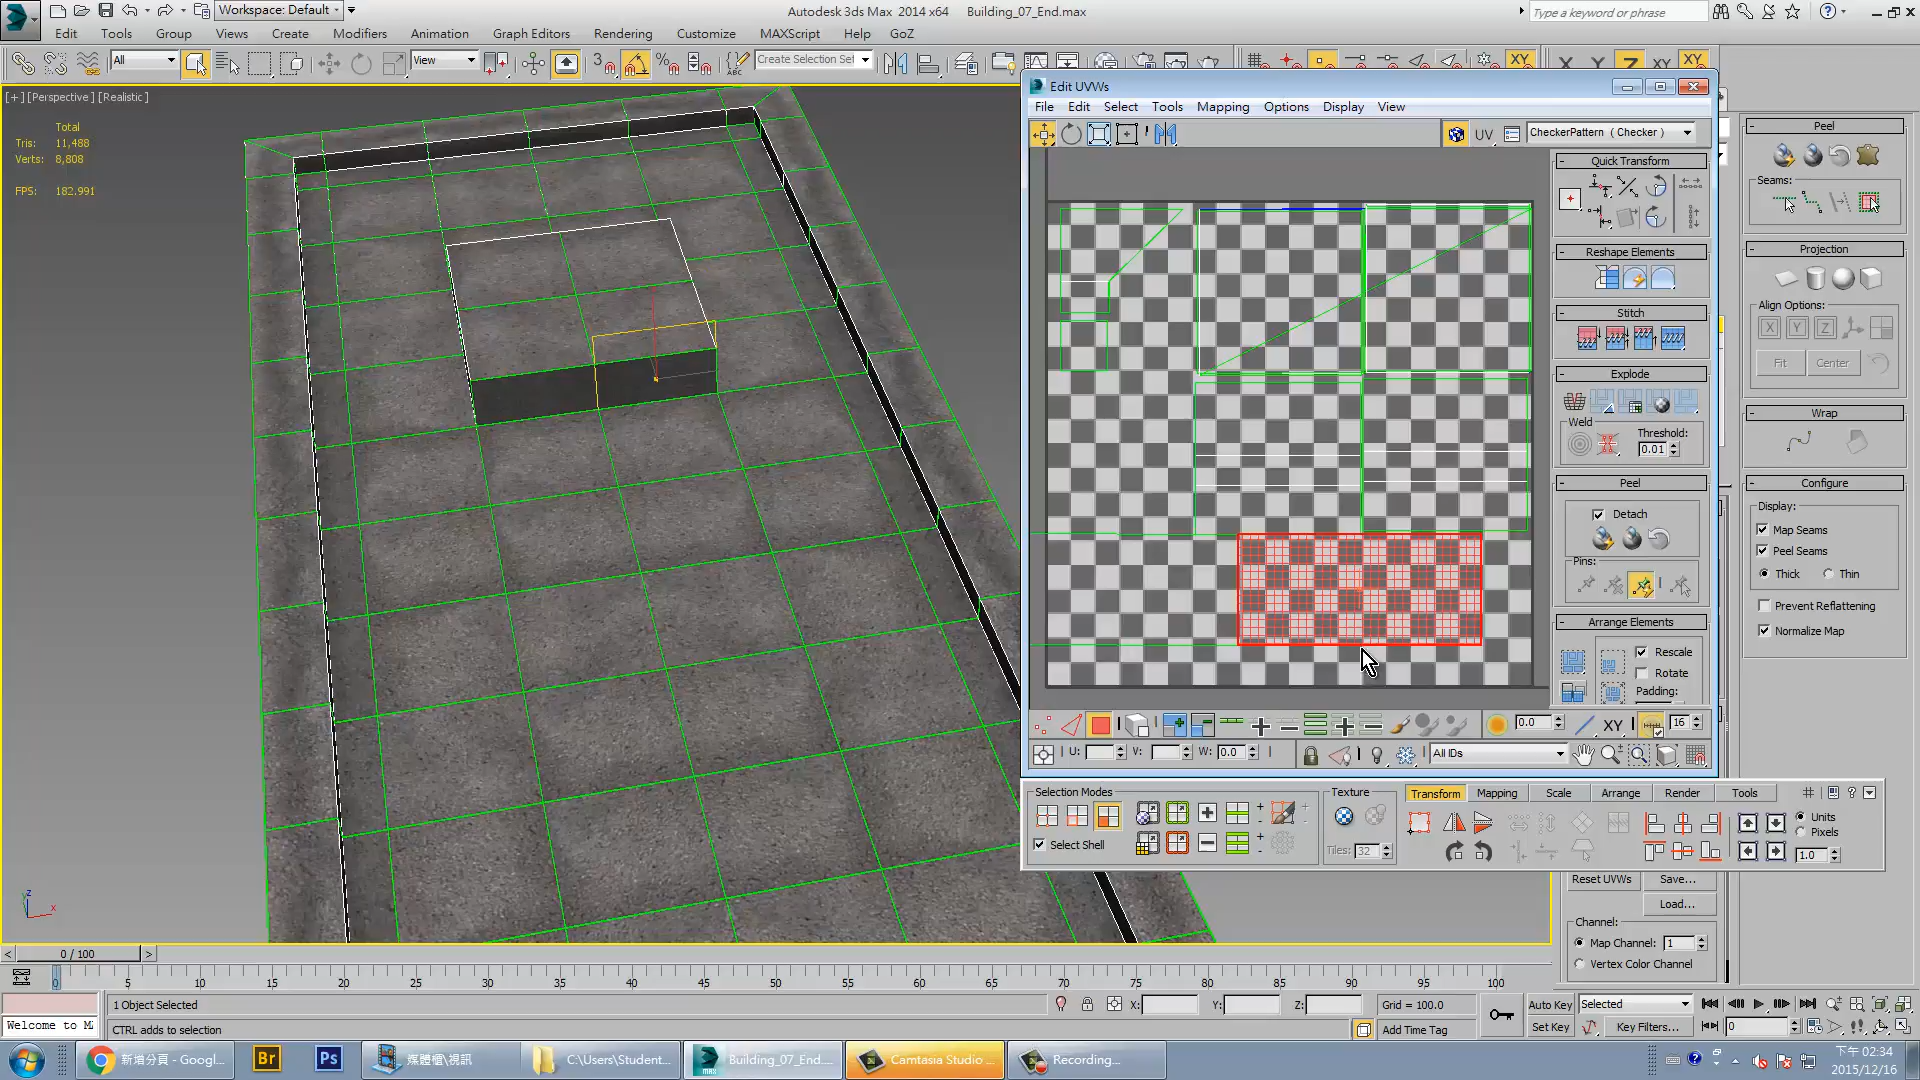 Workspace: Default
Autodesk 3ds Max 2014 x64 Building_07_End.max
Type a keyword or phrase
Edit Tools Group Views Create Modifiers Animation Graph Editors Rendering Customize MAXScript Help GoZ
All View Create Selection Set XY X Y Z XY XY
[+] [Perspective] [Realistic]
Total
Tris: 11,488
Verts: 8,808
FPS: 182.991
Edit UVWs
File Edit Select Tools Mapping Options Display View
UV CheckerPattern ( Checker )
Quick Transform
Reshape Elements
Stitch
Explode
Weld
Threshold:
0.01
Peel
Detach
Pins:
Arrange Elements
Rescale
Rotate
Padding:
0.0 XY 16
U: V: W: 0.0 All IDs
Peel
Seams:
Projection
Align Options:
X Y Z
Fit Center
Wrap
Configure
Display:
Map Seams
Peel Seams
Thick Thin
Prevent Reflattening
Normalize Map
Selection Modes
Select Shell
Texture
Tiles: 32
Transform Mapping Scale Arrange Render Tools
Units
Pixels
1.0
Reset UVWs Save...
Load...
Channel:
Map Channel: 1
Vertex Color Channel
0 / 100
0 5 10 15 20 25 30 35 40 45 50 55 60 65 70 75 80 85 90 95 100
1 Object Selected X: Y: Z: Grid = 100.0 Auto Key Selected
Welcome to M CTRL adds to selection Add Time Tag Set Key Key Filters... 0
新增分頁 - Googl... Br Ps 媒體櫃\視訊 C:\Users\Student... Building_07_End.... Camtasia Studio ... Recording...
下午 02:34
2015/12/16